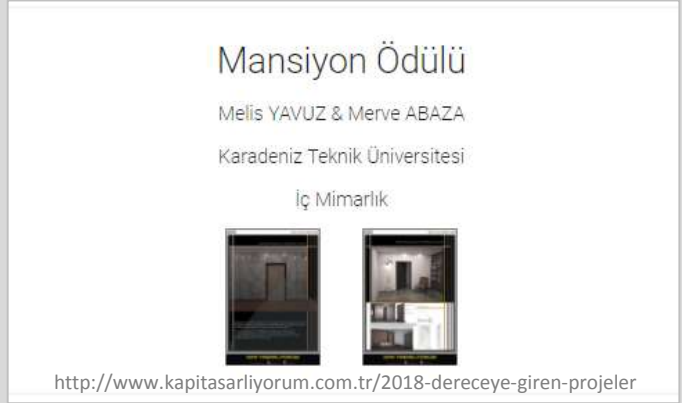 Mansiyon Ödülü
Melis YAVUZ & Merve ABAZA
Karadeniz Teknik Üniversitesi
İç Mimarlık
http://www.kapitasarliyorum.com.tr/2018-dereceye-giren-projeler